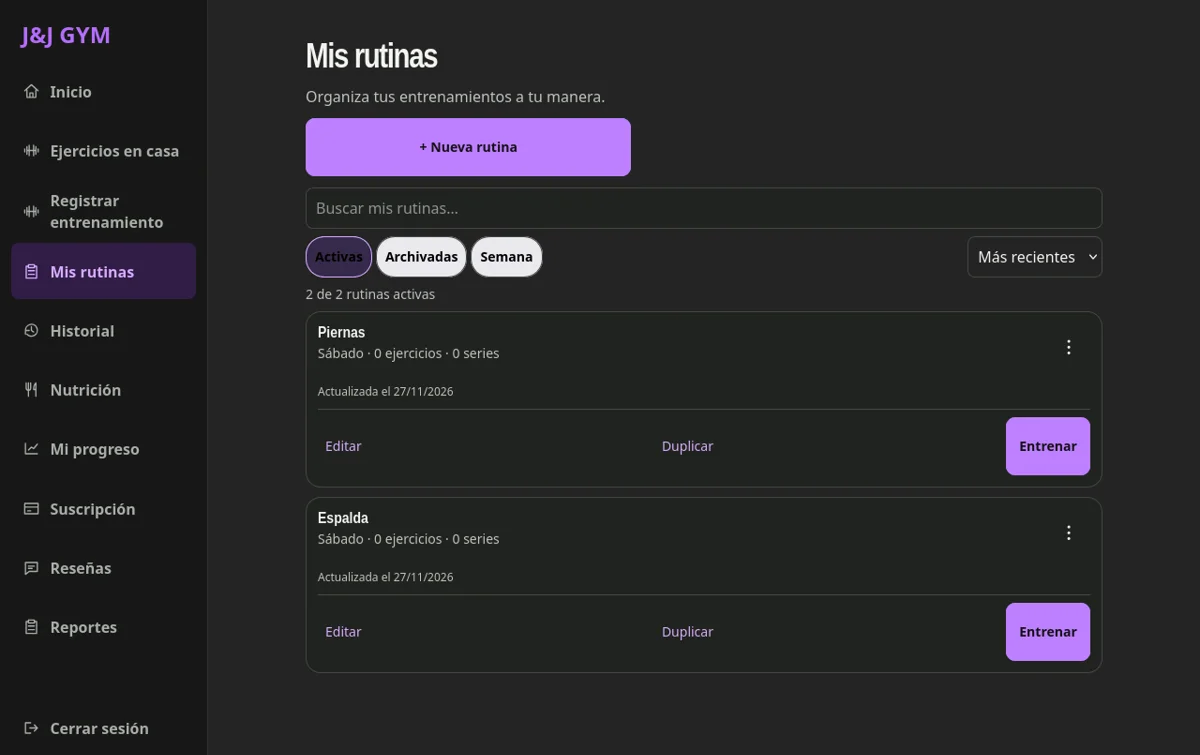 J&J GYM
Inicio
Ejercicios en casa
Registrar
entrenamiento
Mis rutinas
Historial
Nutrición
Mi progreso
Suscripción
Reseñas
Reportes
Cerrar sesión
Mis rutinas
Organiza tus entrenamientos a tu manera.
+ Nueva rutina
Buscar mis rutinas...
Activas Archivadas Semana Más recientes
2 de 2 rutinas activas
Piernas
Sábado · 0 ejercicios · 0 series
Actualizada el 27/11/2026
Editar Duplicar Entrenar
Espalda
Sábado · 0 ejercicios · 0 series
Actualizada el 27/11/2026
Editar Duplicar Entrenar